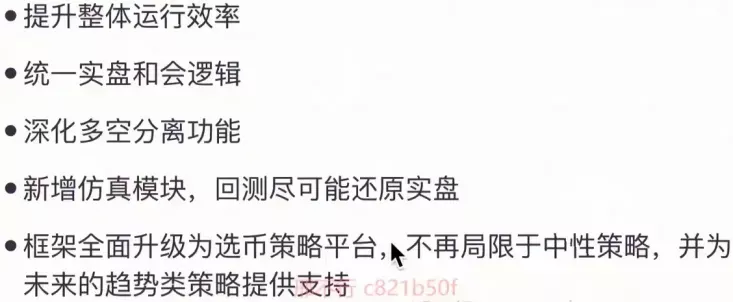 •提升整体运行效率
•统一实盘和会逻辑
•深化多空分离功能
•新增仿真模块，回测尽可能还原实盘
•框架全面升级为选币策略平台，不再局限于中性策略，并为
未来的趋势类策略提供支持
c821b50f